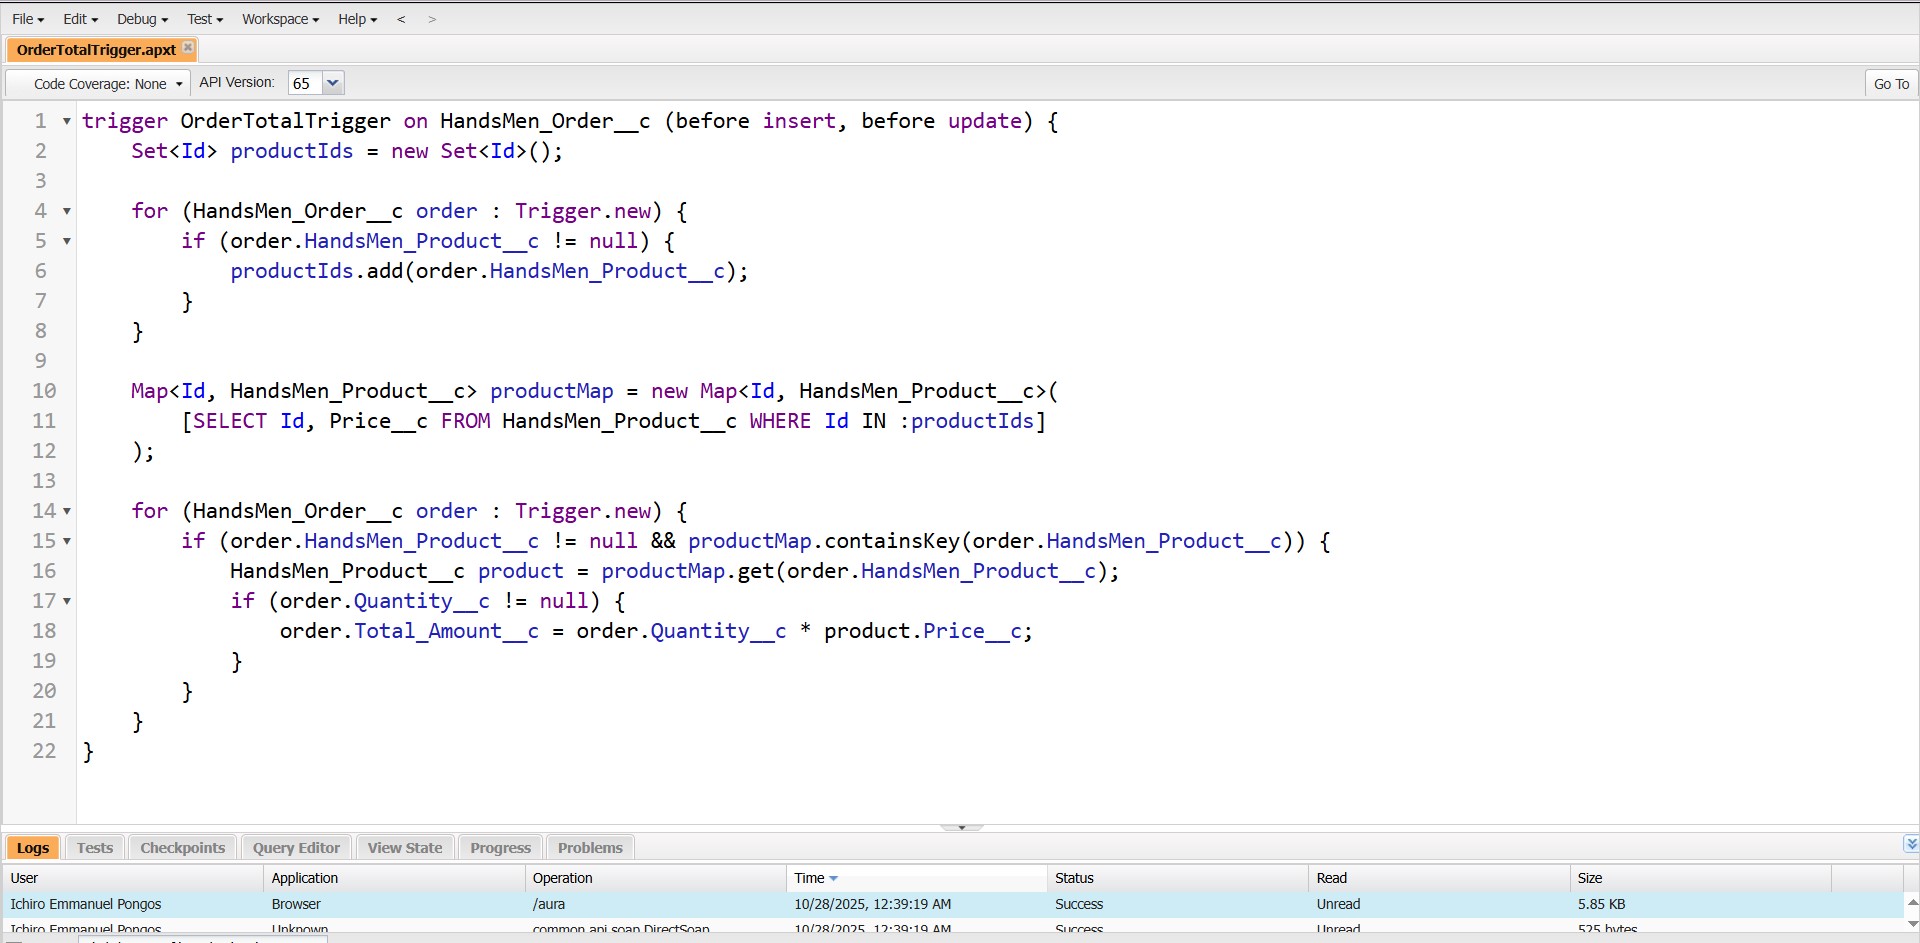 File Edit Debug Test Workspace Help < >
OrderTotalTrigger.apxt
Code Coverage: None API Version: 65 Go To
1 trigger OrderTotalTrigger on HandsMen_Order__c (before insert, before update) {
2     Set<Id> productIds = new Set<Id>();
3
4     for (HandsMen_Order__c order : Trigger.new) {
5         if (order.HandsMen_Product__c != null) {
6             productIds.add(order.HandsMen_Product__c);
7         }
8     }
9
10     Map<Id, HandsMen_Product__c> productMap = new Map<Id, HandsMen_Product__c>(
11         [SELECT Id, Price__c FROM HandsMen_Product__c WHERE Id IN :productIds]
12     );
13
14     for (HandsMen_Order__c order : Trigger.new) {
15         if (order.HandsMen_Product__c != null && productMap.containsKey(order.HandsMen_Product__c)) {
16             HandsMen_Product__c product = productMap.get(order.HandsMen_Product__c);
17             if (order.Quantity__c != null) {
18                 order.Total_Amount__c = order.Quantity__c * product.Price__c;
19             }
20         }
21     }
22 }
Logs Tests Checkpoints Query Editor View State Progress Problems
User Application Operation Time Status Read Size
Ichiro Emmanuel Pongos Browser /aura 10/28/2025, 12:39:19 AM Success Unread 5.85 KB
Ichiro Emmanuel Pongos Unknown common.api.soap.DirectSoap 10/28/2025, 12:39:19 AM Success Unread 525 bytes